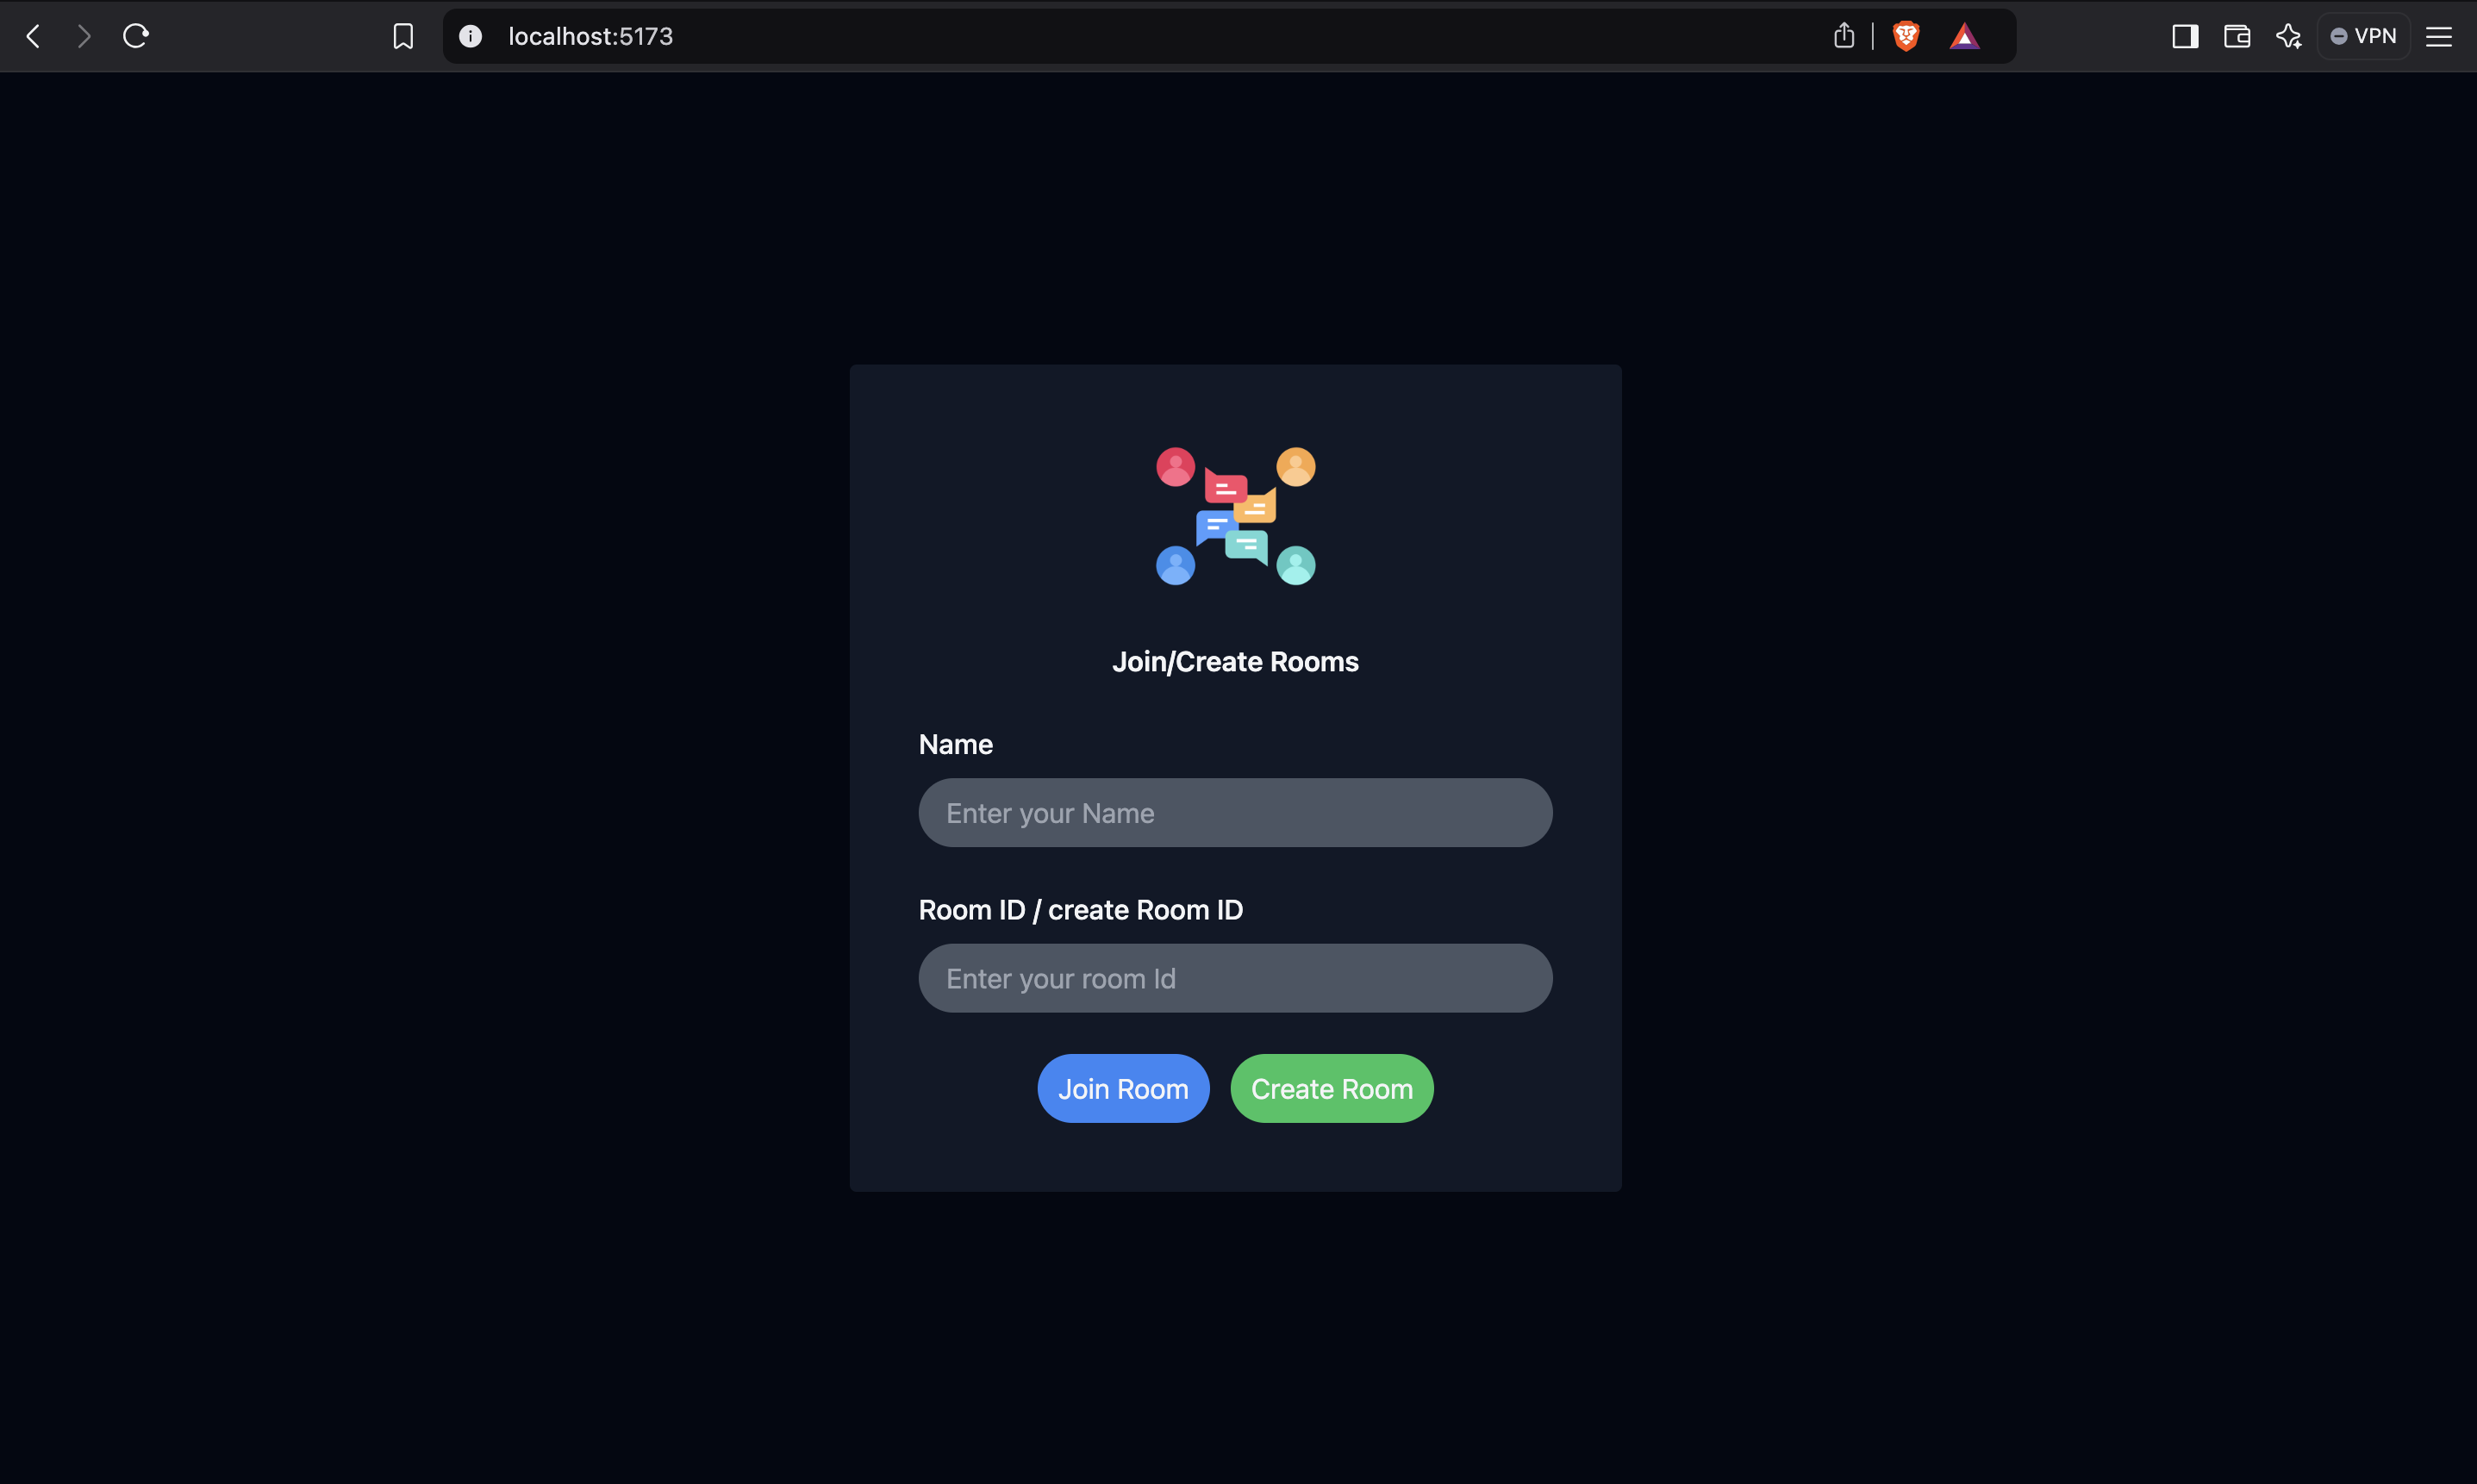 localhost:5173
VPN
Join/Create Rooms
Name
Enter your Name
Room ID / create Room ID
Enter your room Id
Join Room
Create Room